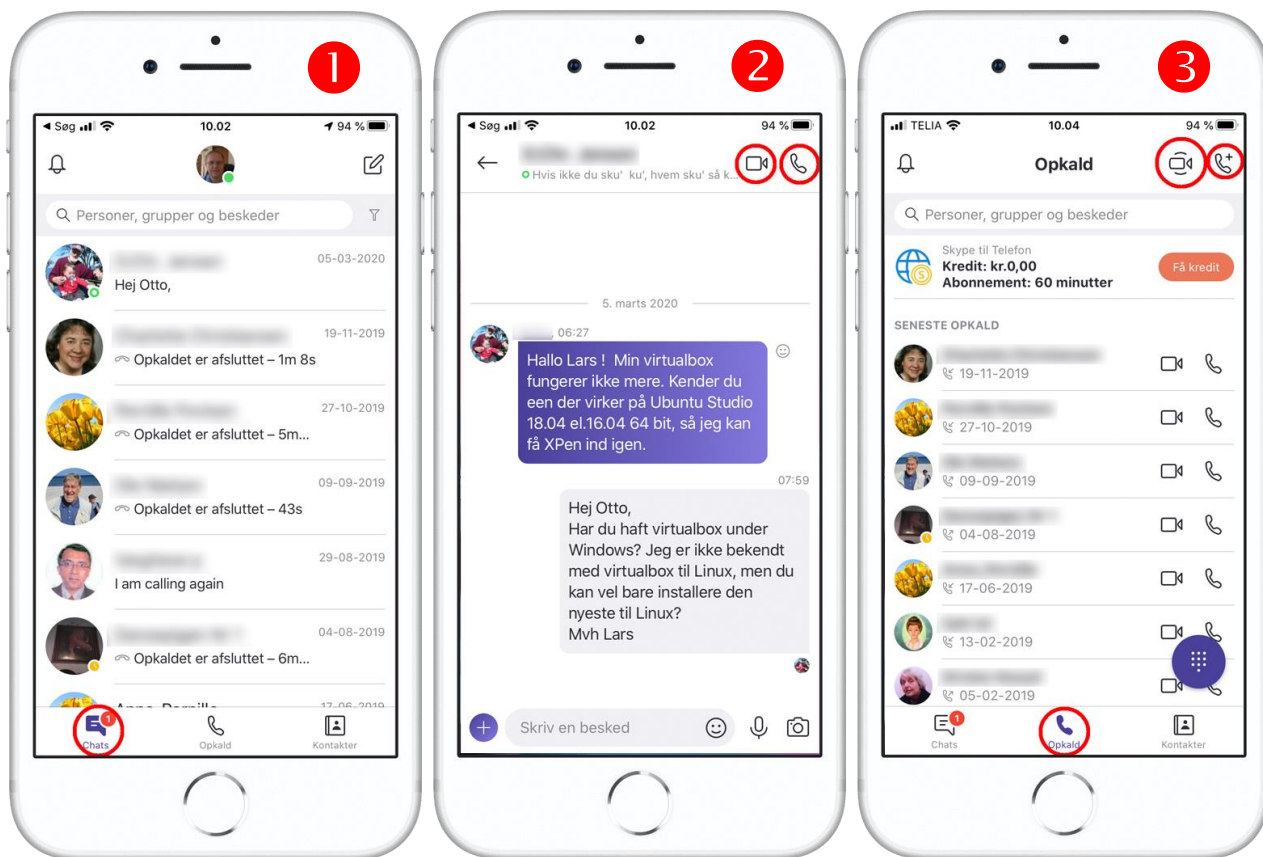 1
Søg
10.02
94 %
Personer, grupper og beskeder
05-03-2020
Hej Otto,
19-11-2019
Opkaldet er afsluttet – 1m 8s
27-10-2019
Opkaldet er afsluttet – 5m...
09-09-2019
Opkaldet er afsluttet – 43s
29-08-2019
I am calling again
04-08-2019
Opkaldet er afsluttet – 6m...
17-06-2019
1
Chats
Opkald
Kontakter
2
Søg
10.02
94 %
Hvis ikke du sku' ku', hvem sku' så k...
5. marts 2020
, 06:27
Hallo Lars ! Min virtualbox
fungerer ikke mere. Kender du
een der virker på Ubuntu Studio
18.04 el.16.04 64 bit, så jeg kan
få XPen ind igen.
07:59
Hej Otto,
Har du haft virtualbox under
Windows? Jeg er ikke bekendt
med virtualbox til Linux, men du
kan vel bare installere den
nyeste til Linux?
Mvh Lars
Skriv en besked
3
TELIA
10.04
94 %
Opkald
Personer, grupper og beskeder
Skype til Telefon
Kredit: kr.0,00
Abonnement: 60 minutter
Få kredit
SENESTE OPKALD
19-11-2019
27-10-2019
09-09-2019
04-08-2019
17-06-2019
13-02-2019
05-02-2019
1
Chats
Opkald
Kontakter